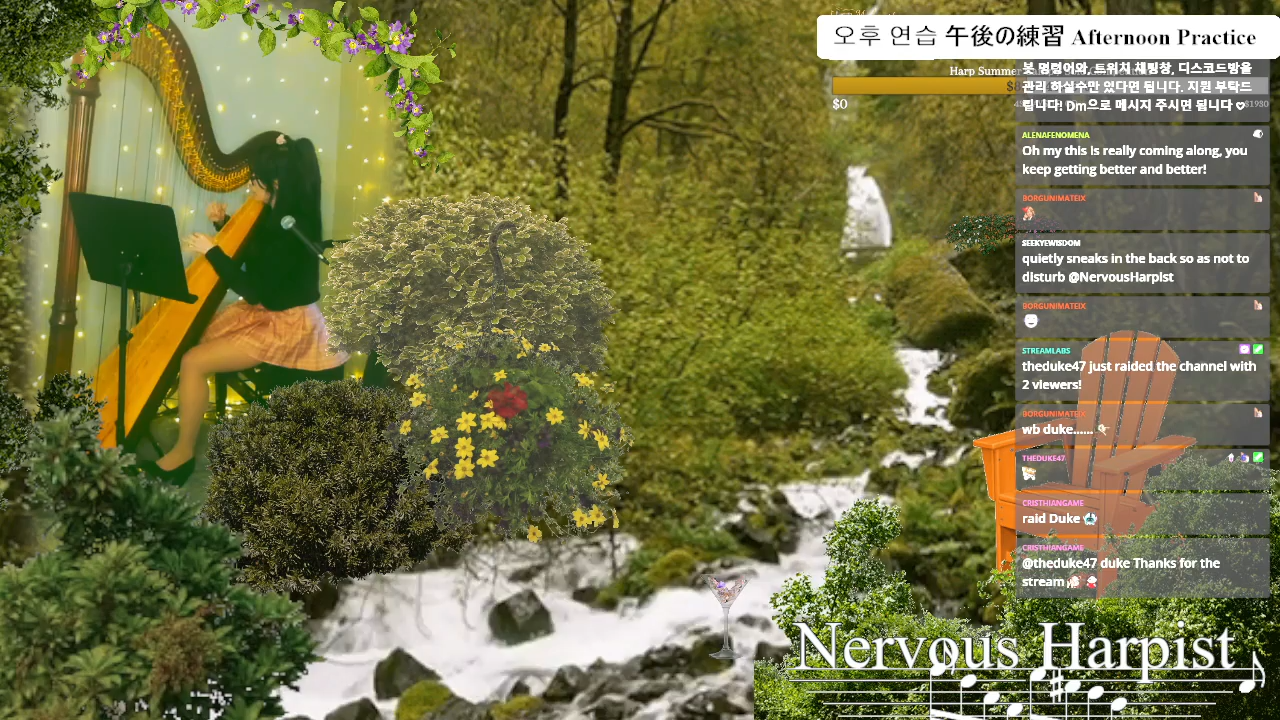 오후 연습 午後の練習 Afternoon Practice
Harp Summer
$0
$1980
봇 명령어와, 트위치 채팅창, 디스코드방을
관리 하실수만 있다면 됩니다. 지원 부탁드
립니다! Dm으로 메시지 주시면 됩니다 ♡
ALENAFENOMENA
Oh my this is really coming along, you
keep getting better and better!
BORGUNIMATEIX
SEEKYEWISDOM
quietly sneaks in the back so as not to
disturb @NervousHarpist
BORGUNIMATEIX
STREAMLABS
theduke47 just raided the channel with
2 viewers!
BORGUNIMATEIX
wb duke......
THEDUKE47
CRISTHIANGAME
raid Duke
CRISTHIANGAME
@theduke47 duke Thanks for the
stream
Nervous Harpist